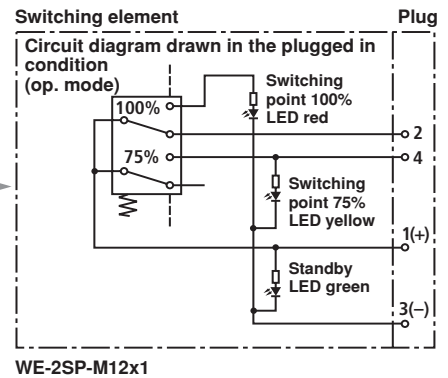 Switching element
Plug
Circuit diagram drawn in the plugged in
condition
(op. mode)
100%
Switching
point 100%
LED red
2
75%
4
Switching
point 75%
LED yellow
1(+)
Standby
LED green
3(–)
WE-2SP-M12x1